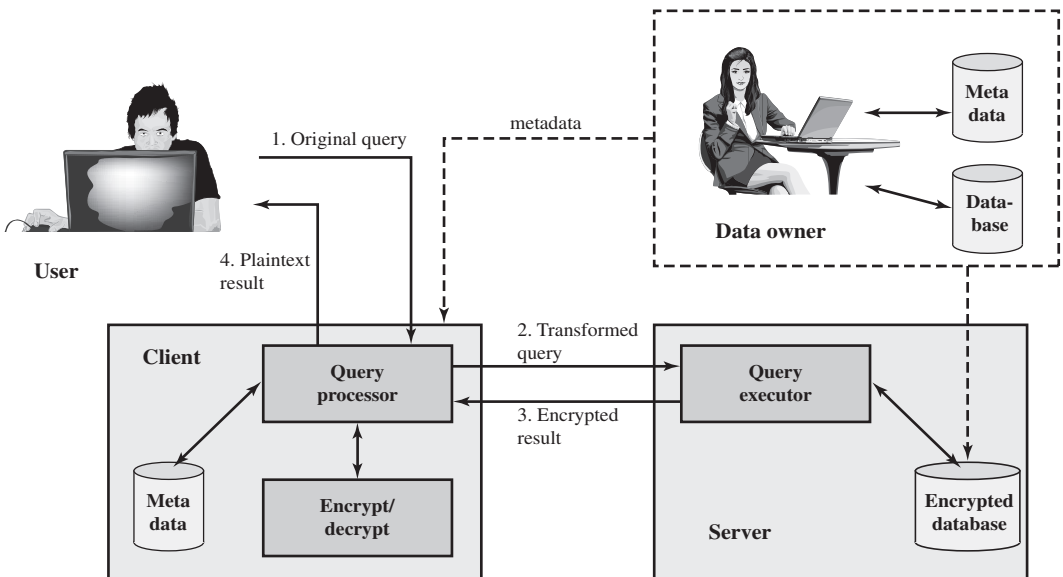 Meta
data
metadata
1. Original query
Data-
base
Data owner
User
4. Plaintext
result
Client
2. Transformed
query
Query
processor
Query
executor
3. Encrypted
result
Meta
data
Encrypt/
decrypt
Encrypted
database
Server